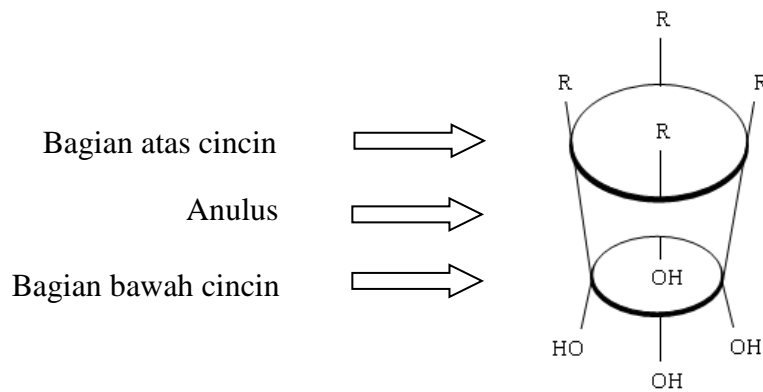 R
R R
R
Bagian atas cincin
Anulus
Bagian bawah cincin
OH
HO OH
OH